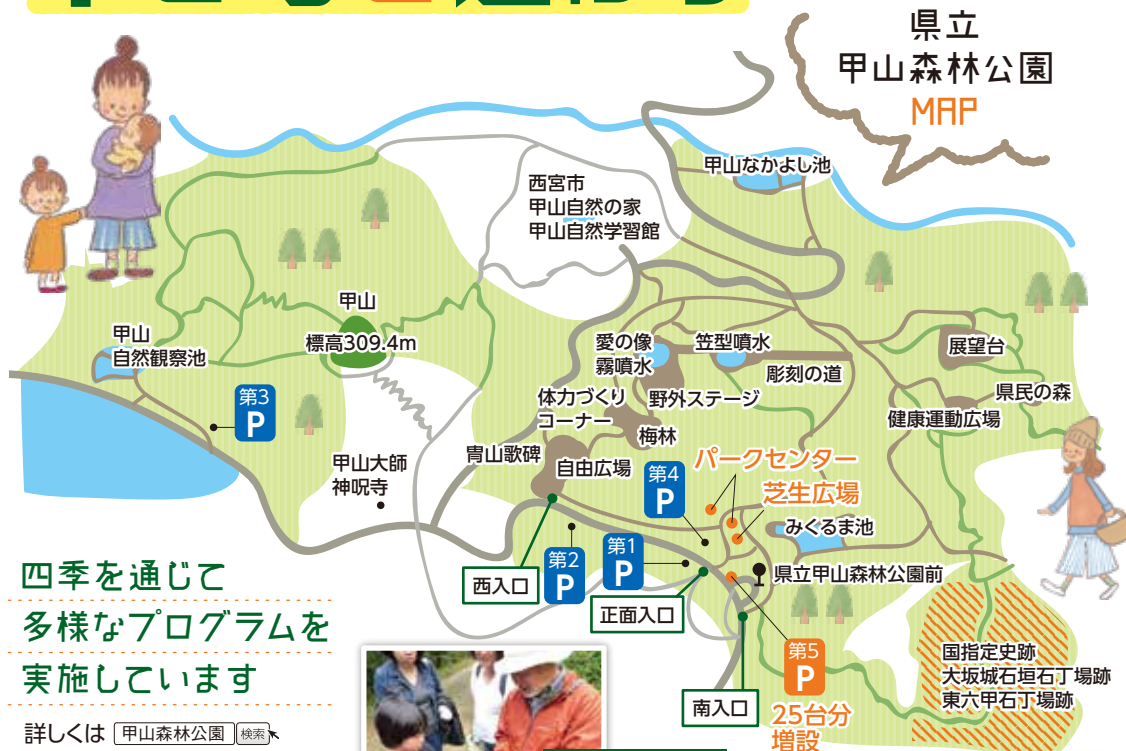 県立
甲山森林公園
MAP
甲山なかよし池
西宮市
甲山自然の家
甲山自然学習館
甲山
標高309.4m
甲山
自然観察池
第3
P
愛の像
霧噴水
笠型噴水
彫刻の道
展望台
県民の森
健康運動広場
体力づくり
コーナー
野外ステージ
梅林
冑山歌碑
自由広場
甲山大師
神呪寺
第4
P
パークセンター
芝生広場
みくるま池
第2
P
第1
P
西入口
正面入口
県立甲山森林公園前
第5
P
25台分
増設
南入口
国指定史跡
大坂城石垣石丁場跡
東六甲石丁場跡
四季を通じて
多様なプログラムを
実施しています
詳しくは 甲山森林公園 検索